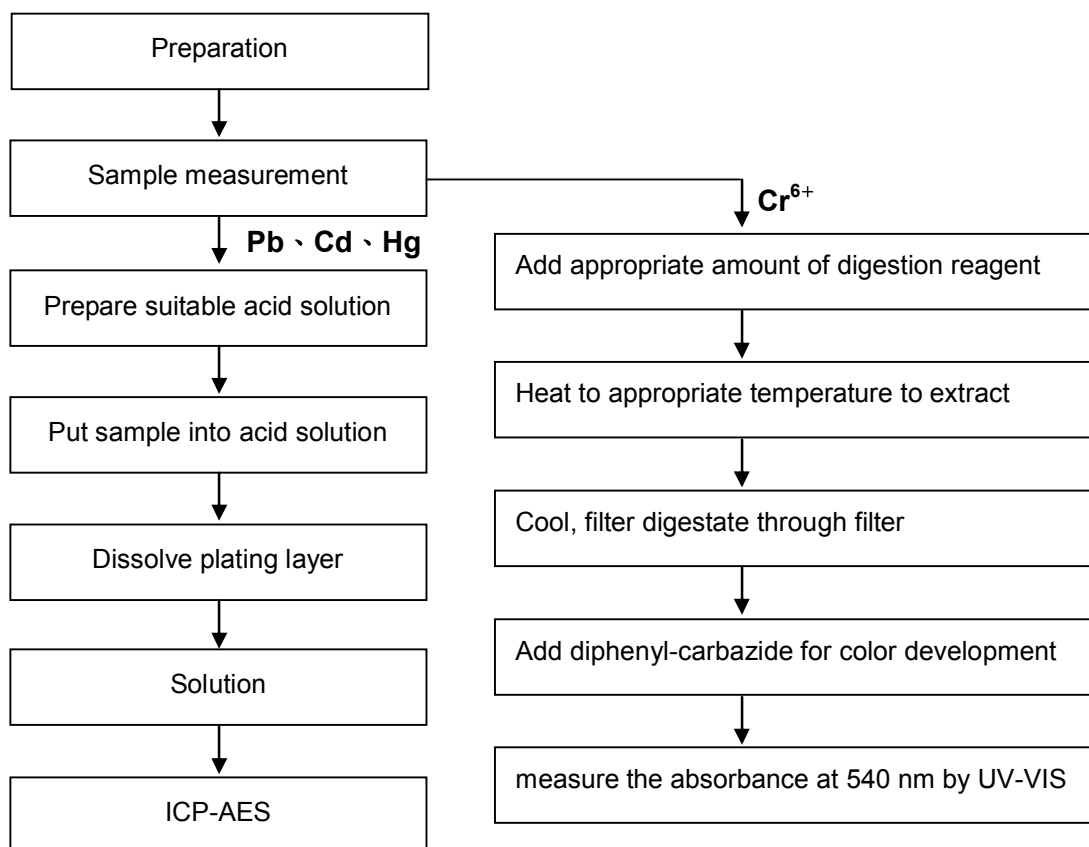 Preparation
Sample measurement
Pb、Cd、Hg
Prepare suitable acid solution
Put sample into acid solution
Dissolve plating layer
Solution
ICP-AES
Cr⁶⁺
Add appropriate amount of digestion reagent
Heat to appropriate temperature to extract
Cool, filter digestate through filter
Add diphenyl-carbazide for color development
measure the absorbance at 540 nm by UV-VIS